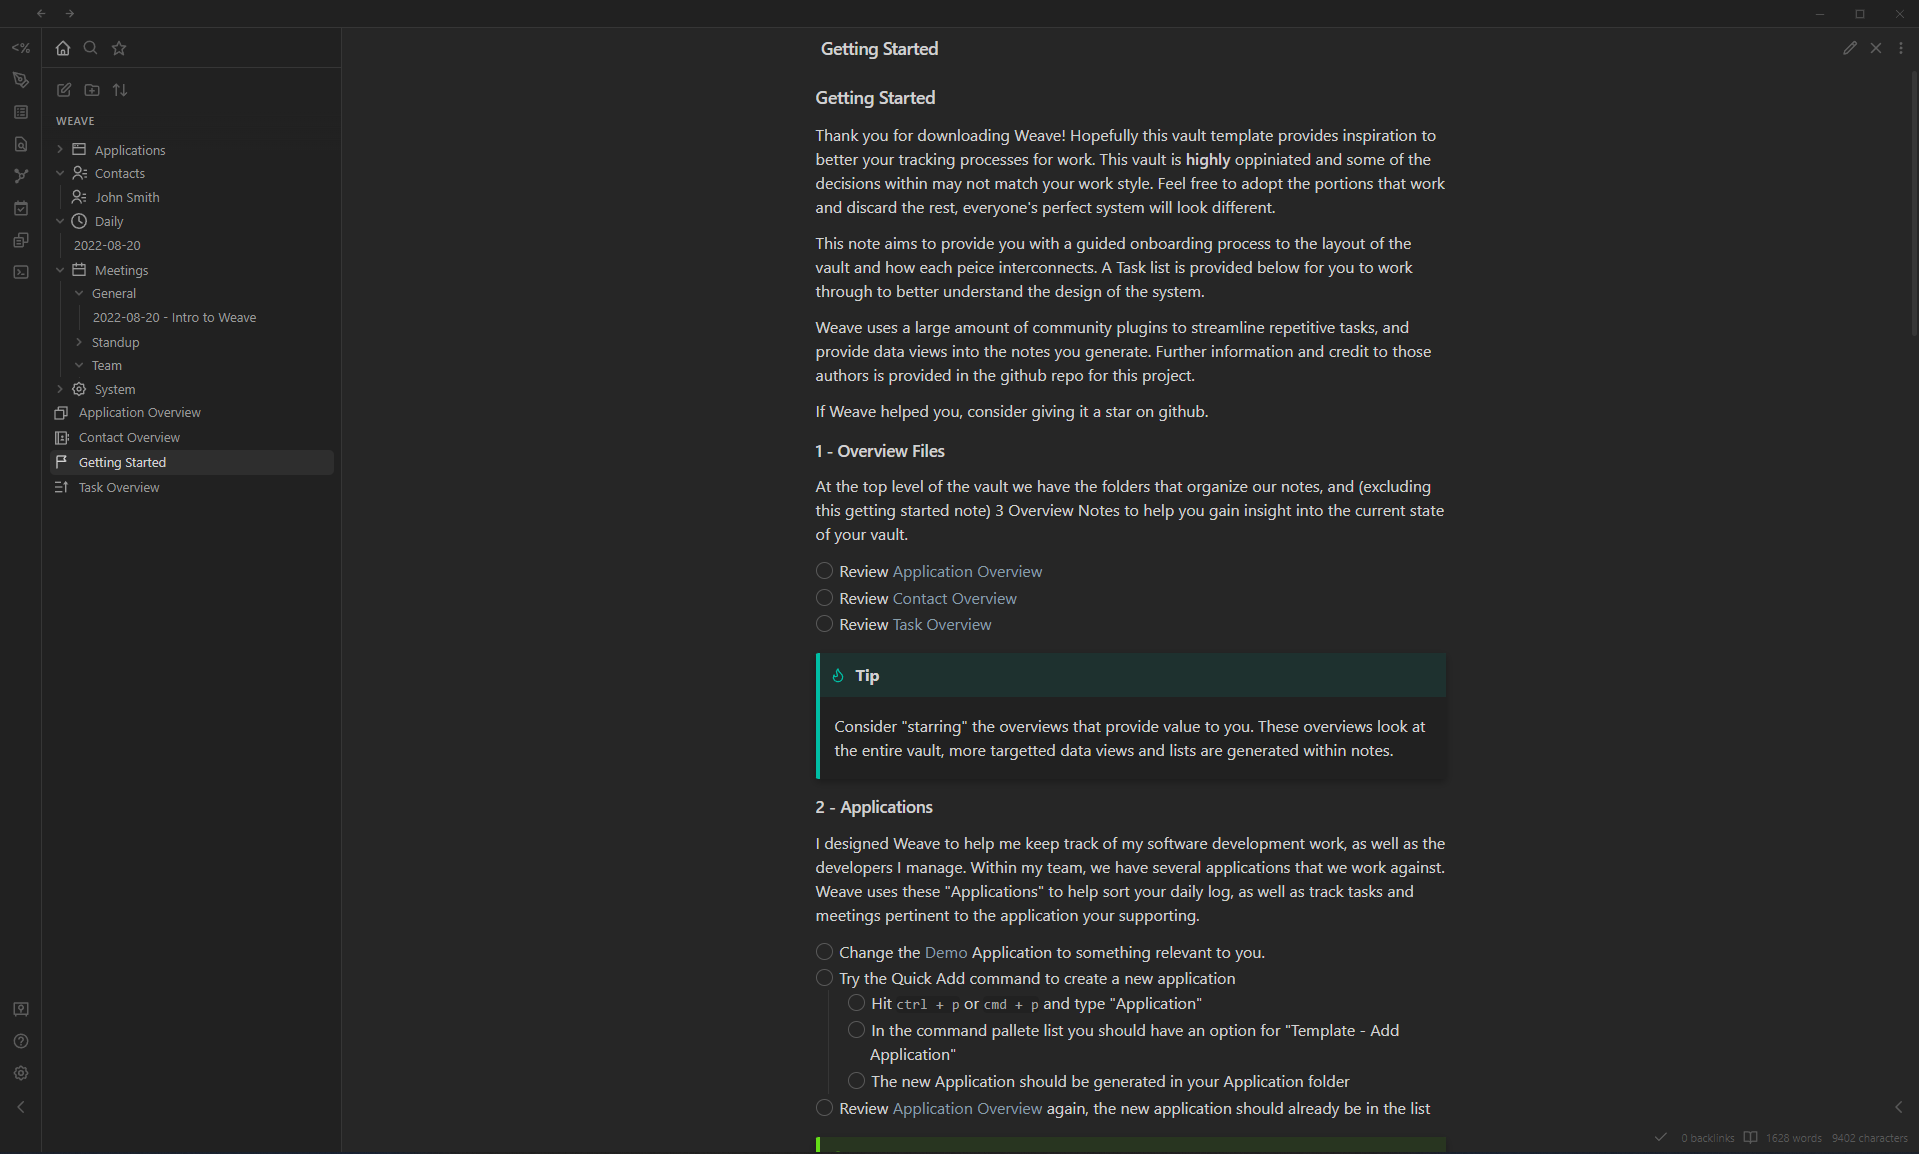 Getting Started
<%
WEAVE
Applications
Contacts
John Smith
Daily
2022-08-20
Meetings
General
2022-08-20 - Intro to Weave
Standup
Team
System
Application Overview
Contact Overview
Getting Started
Task Overview
Getting Started
Thank you for downloading Weave! Hopefully this vault template provides inspiration to
better your tracking processes for work. This vault is highly oppiniated and some of the
decisions within may not match your work style. Feel free to adopt the portions that work
and discard the rest, everyone's perfect system will look different.
This note aims to provide you with a guided onboarding process to the layout of the
vault and how each peice interconnects. A Task list is provided below for you to work
through to better understand the design of the system.
Weave uses a large amount of community plugins to streamline repetitive tasks, and
provide data views into the notes you generate. Further information and credit to those
authors is provided in the github repo for this project.
If Weave helped you, consider giving it a star on github.
1 - Overview Files
At the top level of the vault we have the folders that organize our notes, and (excluding
this getting started note) 3 Overview Notes to help you gain insight into the current state
of your vault.
Review Application Overview
Review Contact Overview
Review Task Overview
Tip
Consider "starring" the overviews that provide value to you. These overviews look at
the entire vault, more targetted data views and lists are generated within notes.
2 - Applications
I designed Weave to help me keep track of my software development work, as well as the
developers I manage. Within my team, we have several applications that we work against.
Weave uses these "Applications" to help sort your daily log, as well as track tasks and
meetings pertinent to the application your supporting.
Change the Demo Application to something relevant to you.
Try the Quick Add command to create a new application
Hit ctrl + p or cmd + p and type "Application"
In the command pallete list you should have an option for "Template - Add
Application"
The new Application should be generated in your Application folder
Review Application Overview again, the new application should already be in the list
0 backlinks 1628 words 9402 characters